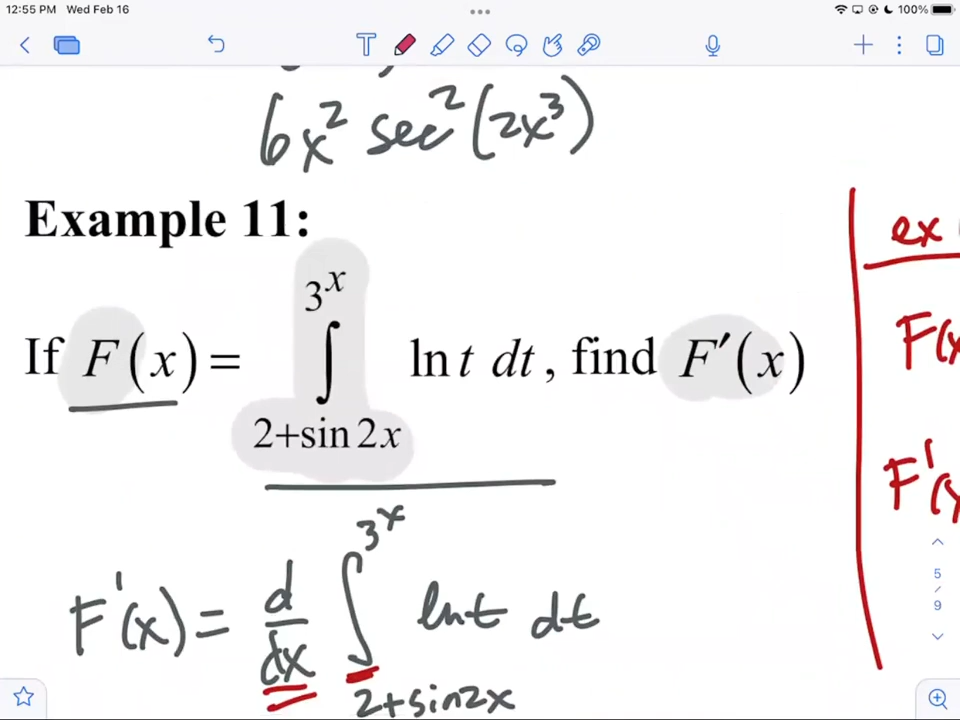 12:55 PM Wed Feb 16
100%
T
6x² sec²(2x³)
Example 11:
If F(x) = ∫_{2+sin 2x}^{3^x} ln t dt, find F′(x)
F'(x) = d/dx ∫_{2+sin2x}^{3^x} lnt dt
ex
F(x
F'(x
5
/
9